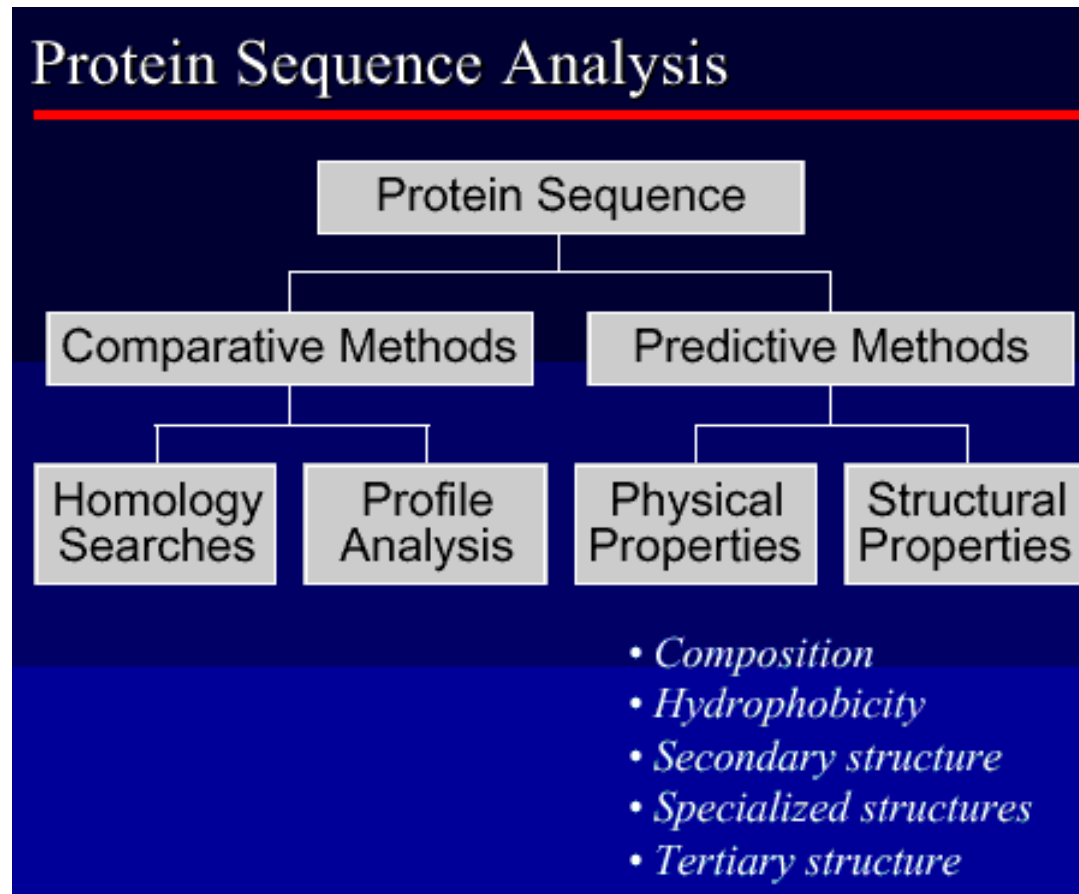 Protein Sequence Analysis
Protein Sequence
Comparative Methods
Predictive Methods
Homology
Searches
Profile
Analysis
Physical
Properties
Structural
Properties
• Composition
• Hydrophobicity
• Secondary structure
• Specialized structures
• Tertiary structure